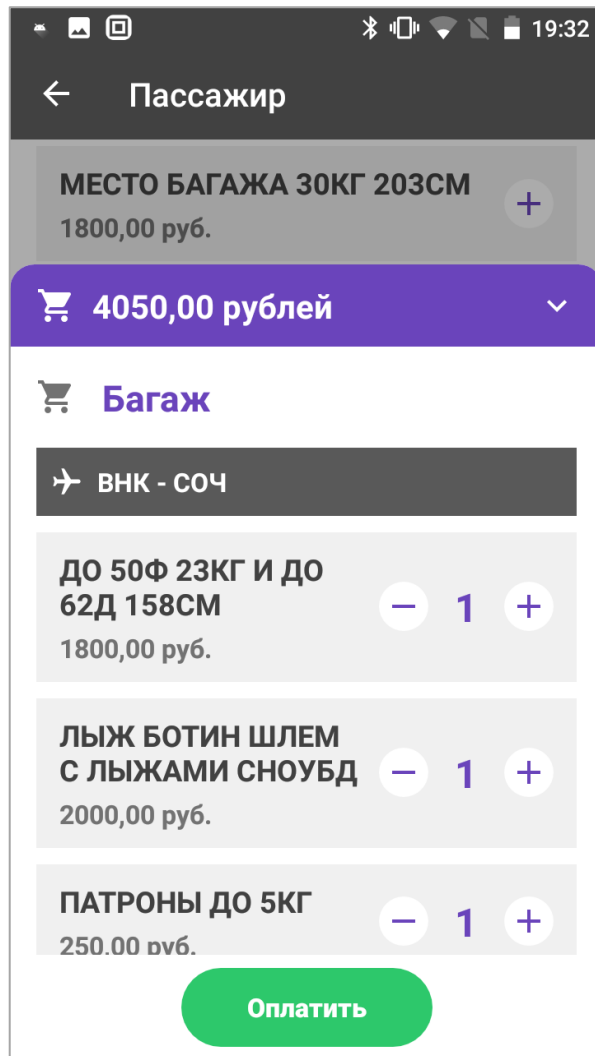 19:32
Пассажир
МЕСТО БАГАЖА 30КГ 203СМ
1800,00 руб.
4050,00 рублей
Багаж
ВНК - СОЧ
ДО 50Ф 23КГ И ДО
62Д 158СМ
1
1800,00 руб.
ЛЫЖ БОТИН ШЛЕМ
С ЛЫЖАМИ СНОУБД
1
2000,00 руб.
ПАТРОНЫ ДО 5КГ
1
250,00 руб.
Оплатить